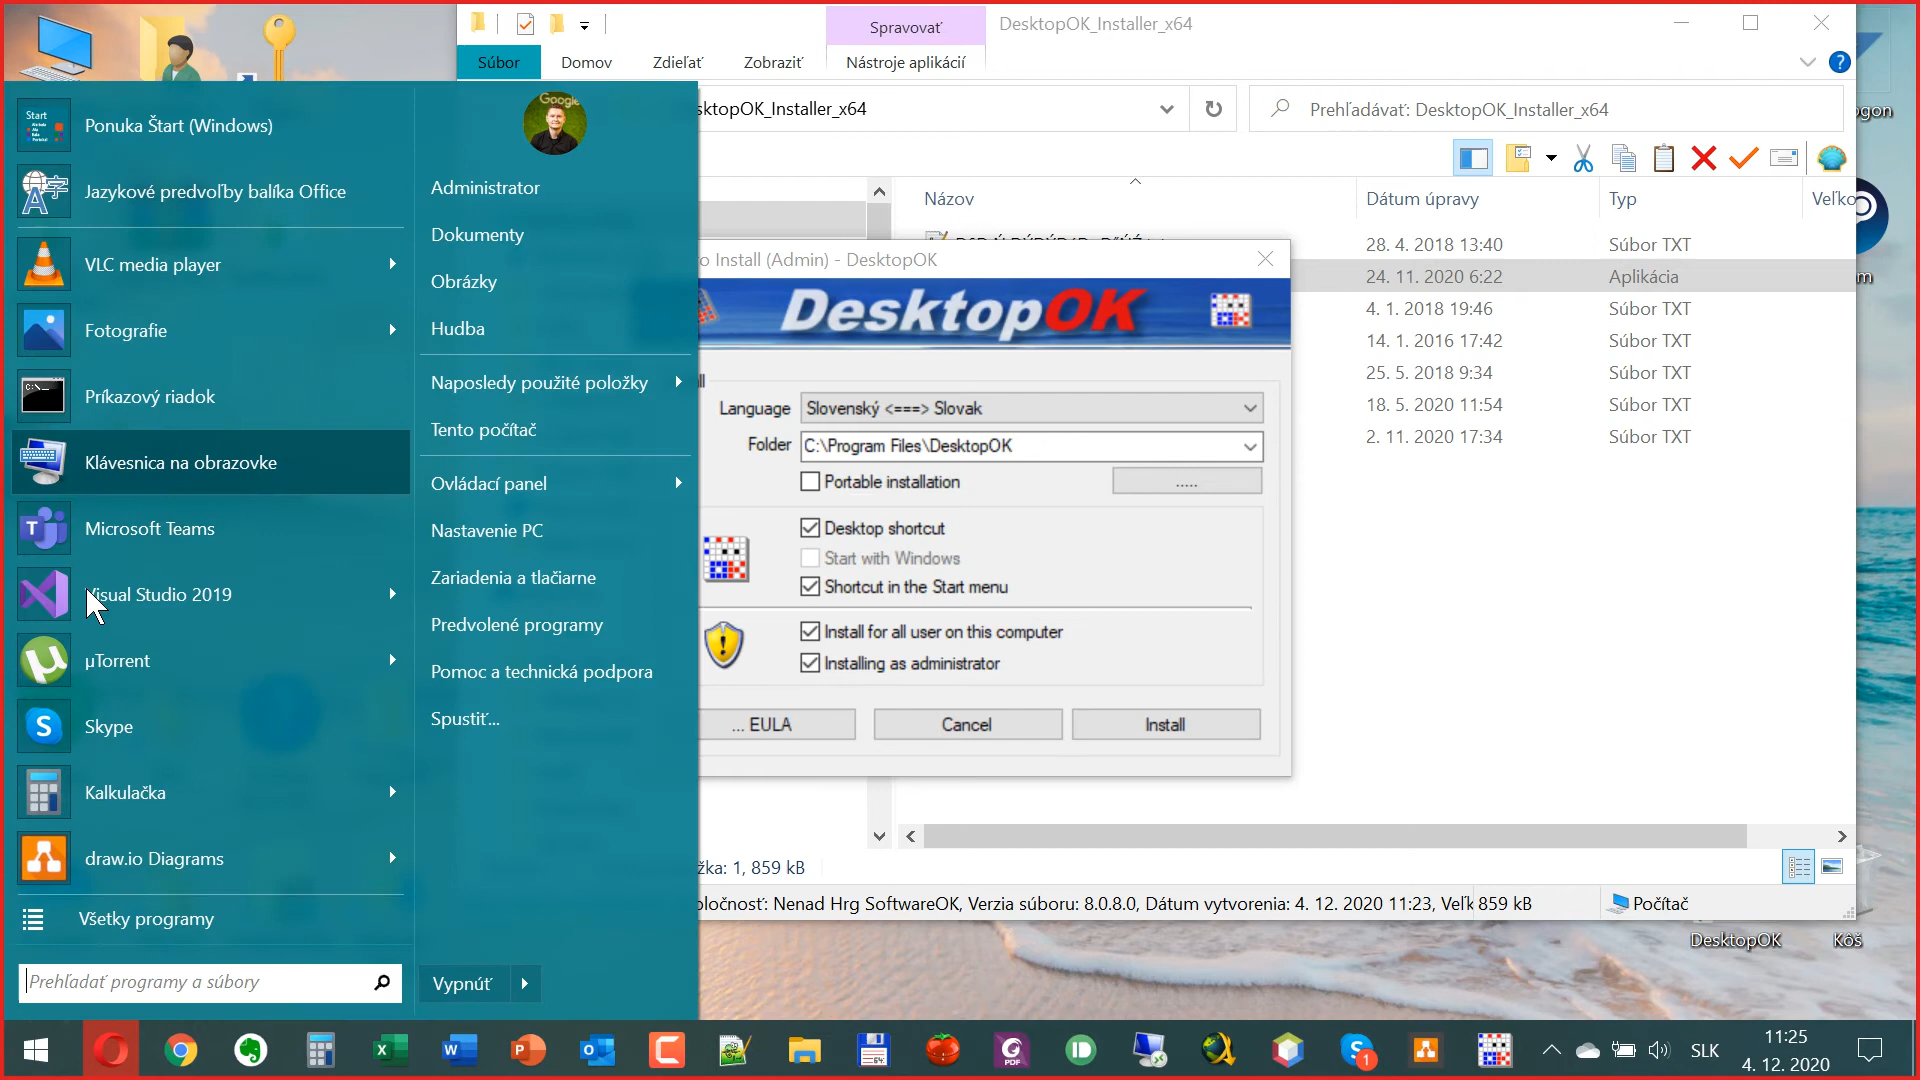 Spravovať
DesktopOK_Installer_x64
Súbor
Domov
Zdieľať
Zobraziť
Nástroje aplikácií
?
Prehľadávať: DesktopOK_Installer_x64
Start
Ponuka Štart (Windows)
Jazykové predvoľby balíka Office
VLC media player
Fotografie
Príkazový riadok
Klávesnica na obrazovke
Microsoft Teams
Visual Studio 2019
µTorrent
Skype
Kalkulačka
draw.io Diagrams
Všetky programy
Prehľadať programy a súbory
Google
Administrator
Dokumenty
Obrázky
Hudba
Naposledy použité položky
Tento počítač
Ovládací panel
Nastavenie PC
Zariadenia a tlačiarne
Predvolené programy
Pomoc a technická podpora
Spustiť...
Vypnúť
sktopOK_Installer_x64
Názov
Dátum úpravy
Typ
Veľko
28. 4. 2018 13:40 Súbor TXT
24. 11. 2020 6:22 Aplikácia
4. 1. 2018 19:46 Súbor TXT
14. 1. 2016 17:42 Súbor TXT
25. 5. 2018 9:34 Súbor TXT
18. 5. 2020 11:54 Súbor TXT
2. 11. 2020 17:34 Súbor TXT
o Install (Admin) - DesktopOK
DesktopOK
Language Slovenský <===> Slovak
Folder C:\Program Files\DesktopOK
Portable installation
.....
Desktop shortcut
Start with Windows
Shortcut in the Start menu
Install for all user on this computer
Installing as administrator
... EULA
Cancel
Install
žka: 1, 859 kB
oločnosť: Nenad Hrg SoftwareOK, Verzia súboru: 8.0.8.0, Dátum vytvorenia: 4. 12. 2020 11:23, Veľk 859 kB
Počítač
ogon
m
DesktopOK
Kôš
SLK
11:25
4. 12. 2020